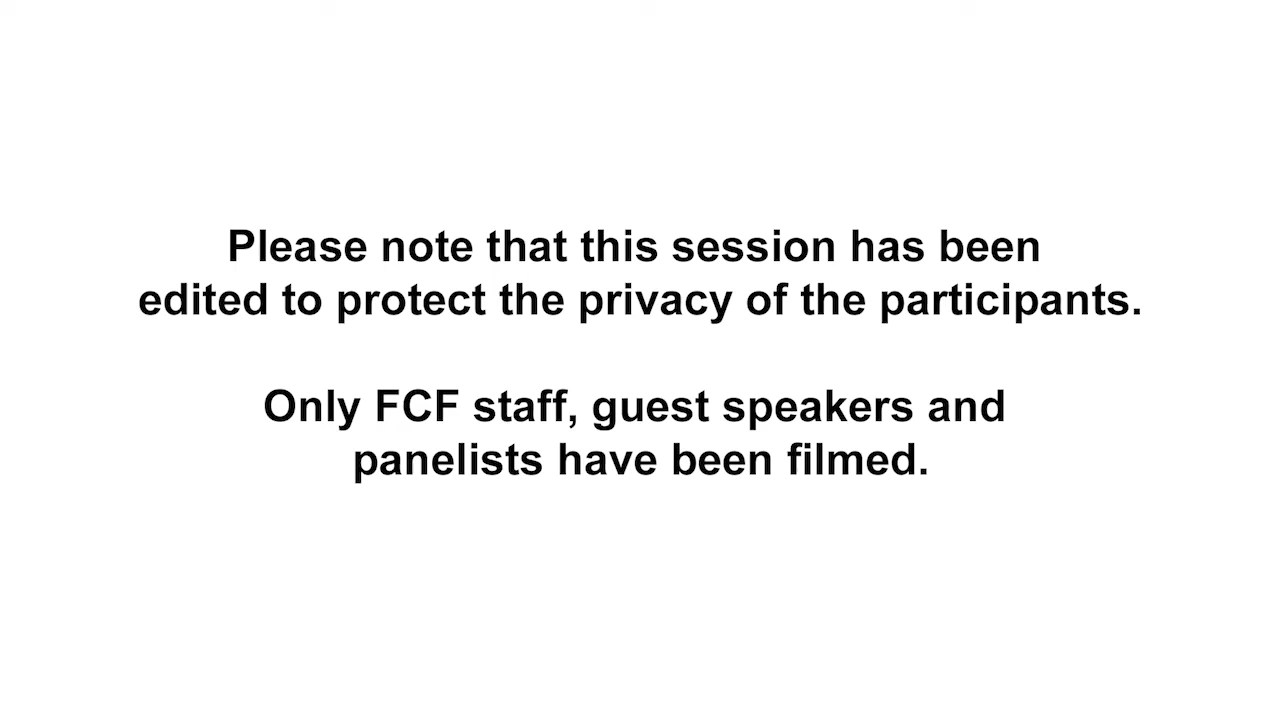 Please note that this session has been
edited to protect the privacy of the participants.
Only FCF staff, guest speakers and
panelists have been filmed.